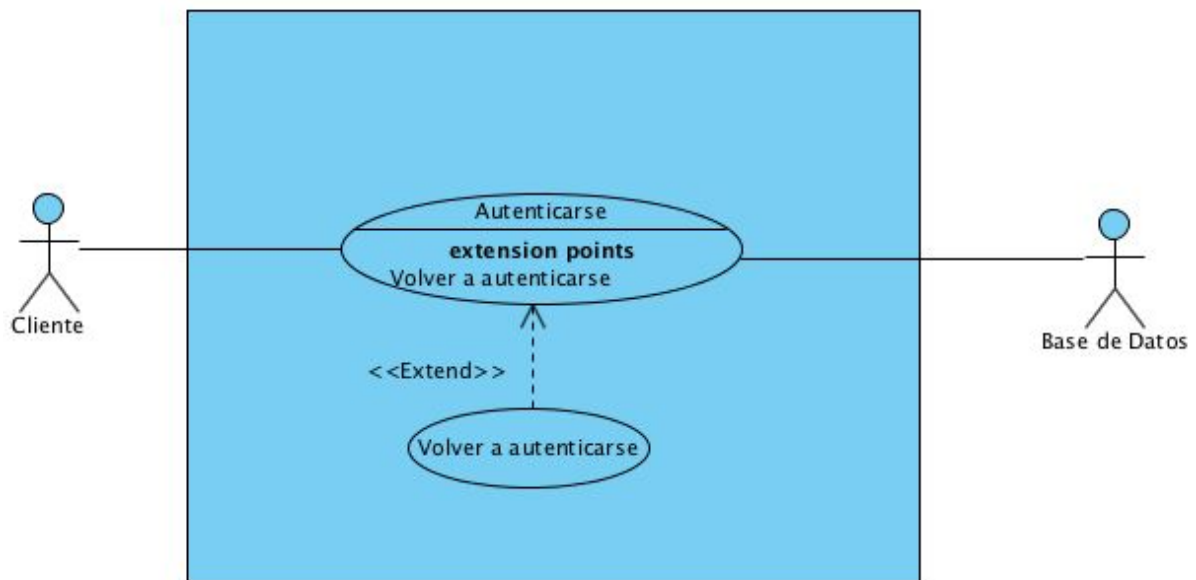 Autenticarse
extension points
Volver a autenticarse
Cliente
Base de Datos
<<Extend>>
Volver a autenticarse